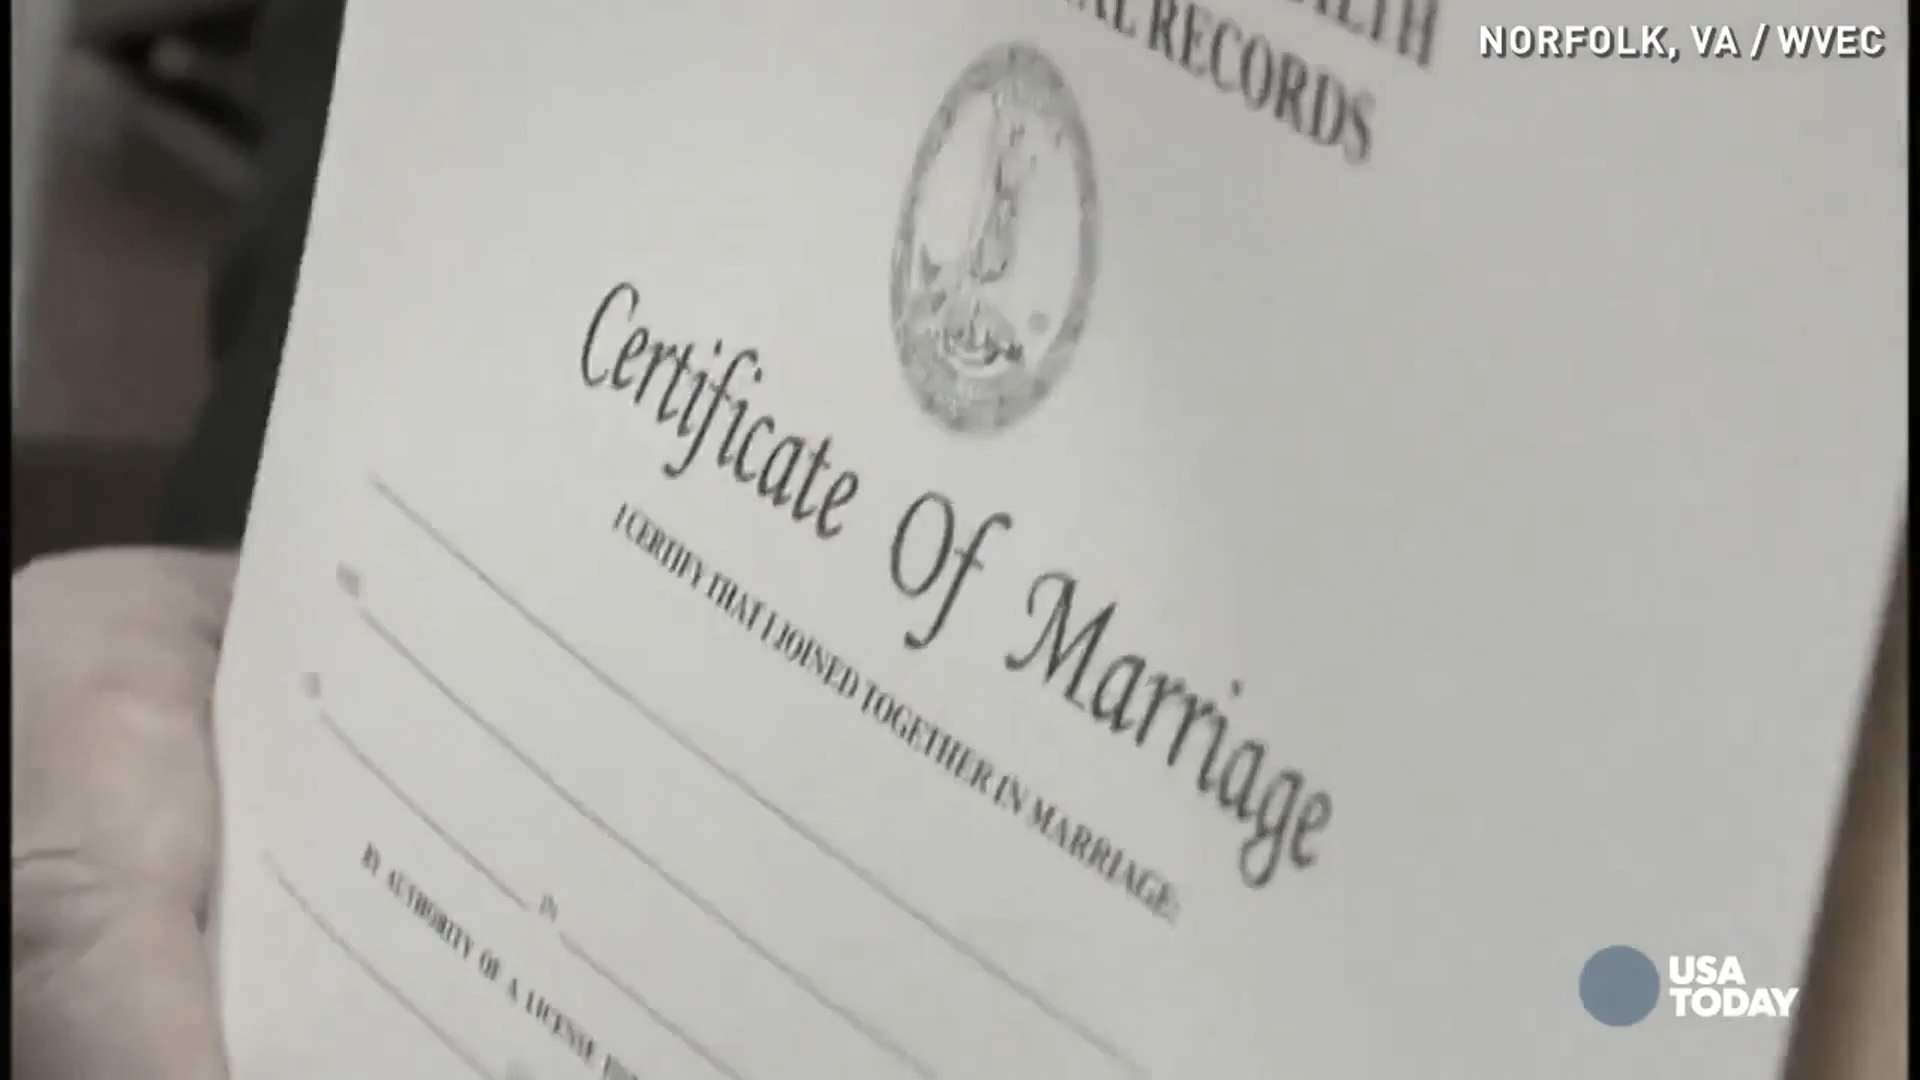 NORFOLK, VA / WVEC
RECORDS
Certificate Of Marriage
I CERTIFY THAT I JOINED TOGETHER IN MARRIAGE:
IN
BY AUTHORITY OF A LICENSE
USA
TODAY